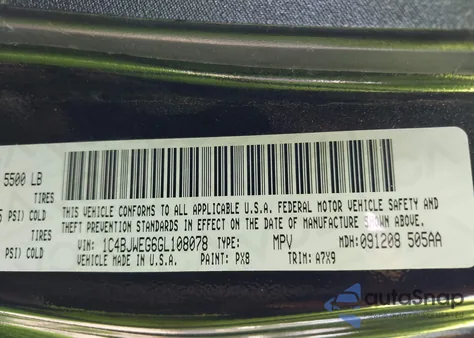 5500 LB
TIRES
PSI) COLD
TIRES
PSI) COLD
THIS VEHICLE CONFORMS TO ALL APPLICABLE U.S.A. FEDERAL MOTOR VEHICLE SAFETY AND
THEFT PREVENTION STANDARDS IN EFFECT ON THE DATE OF MANUFACTURE SHOWN ABOVE.
VIN: 1C4BJWEG6GL108078 TYPE: MPV MDH: 091208 505AA
VEHICLE MADE IN U.S.A. PAINT: PX8 TRIM: A7X9
autoSnap